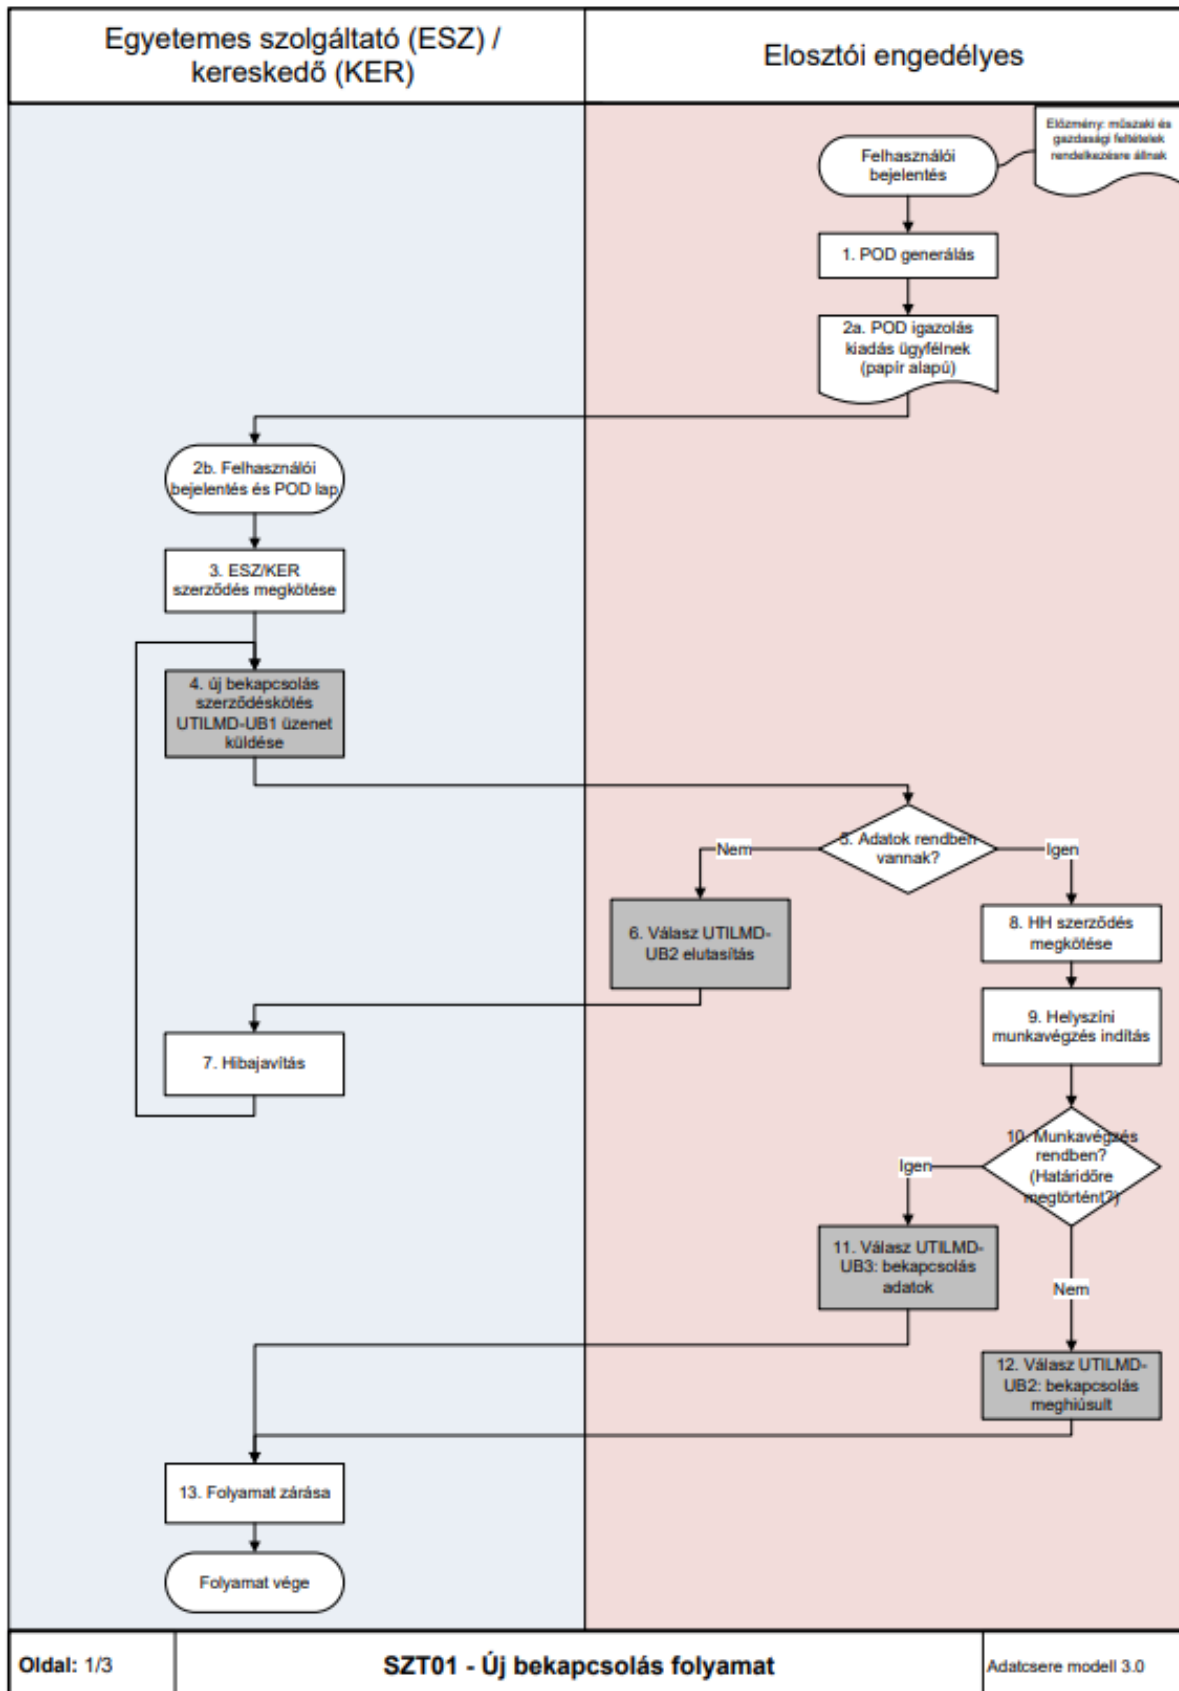 Egyetemes szolgáltató (ESZ) /
kereskedő (KER)
Elosztói engedélyes
Előzmény: műszaki és
gazdasági feltételek
rendelkezésre állnak
Felhasználói
bejelentés
1. POD generálás
2a. POD igazolás
kiadás ügyfélnek
(papír alapú)
2b. Felhasználói
bejelentés és POD lap
3. ESZ/KER
szerződés megkötése
4. új bekapcsolás
szerződéskötés
UTILMD-UB1 üzenet
küldése
5. Adatok rendben
vannak?
Nem
Igen
6. Válasz UTILMD-
UB2 elutasítás
8. HH szerződés
megkötése
9. Helyszíni
munkavégzés indítás
7. Hibajavítás
10. Munkavégzés
rendben?
(Határidőre
megtörtént?)
Igen
11. Válasz UTILMD-
UB3: bekapcsolás
adatok
Nem
12. Válasz UTILMD-
UB2: bekapcsolás
meghiúsult
13. Folyamat zárása
Folyamat vége
Oldal: 1/3
SZT01 - Új bekapcsolás folyamat
Adatcsere modell 3.0